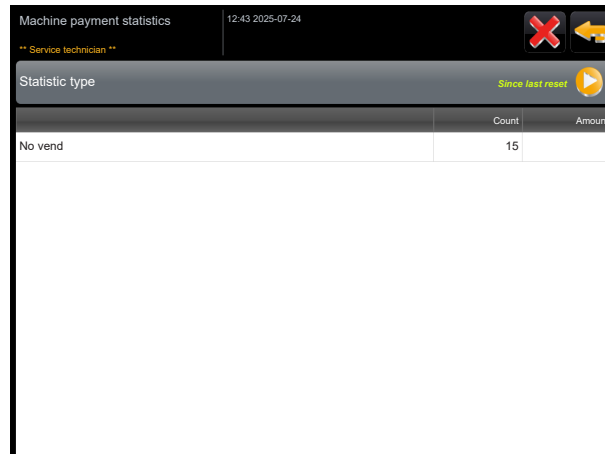 Machine payment statistics
12:43 2025-07-24
** Service technician **
Statistic type
Since last reset
Count Amoun
No vend 15